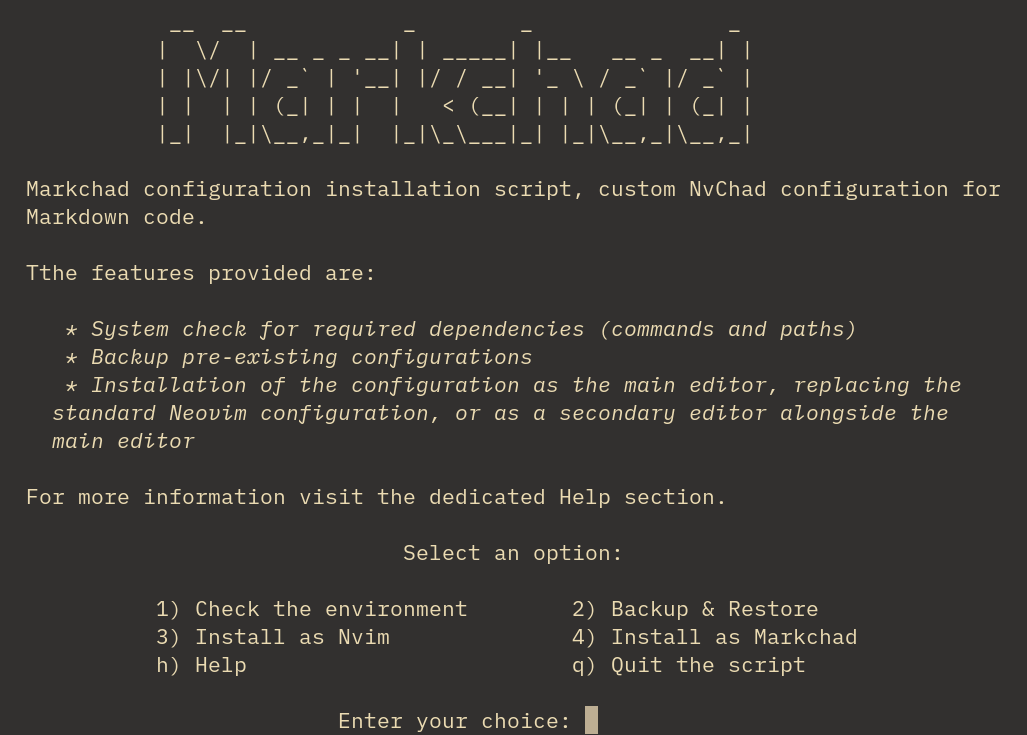 Markchad
Markchad configuration installation script, custom NvChad configuration for
Markdown code.
Tthe features provided are:
* System check for required dependencies (commands and paths)
* Backup pre-existing configurations
* Installation of the configuration as the main editor, replacing the
standard Neovim configuration, or as a secondary editor alongside the
main editor
For more information visit the dedicated Help section.
Select an option:
1) Check the environment 2) Backup & Restore
3) Install as Nvim 4) Install as Markchad
h) Help q) Quit the script
Enter your choice: